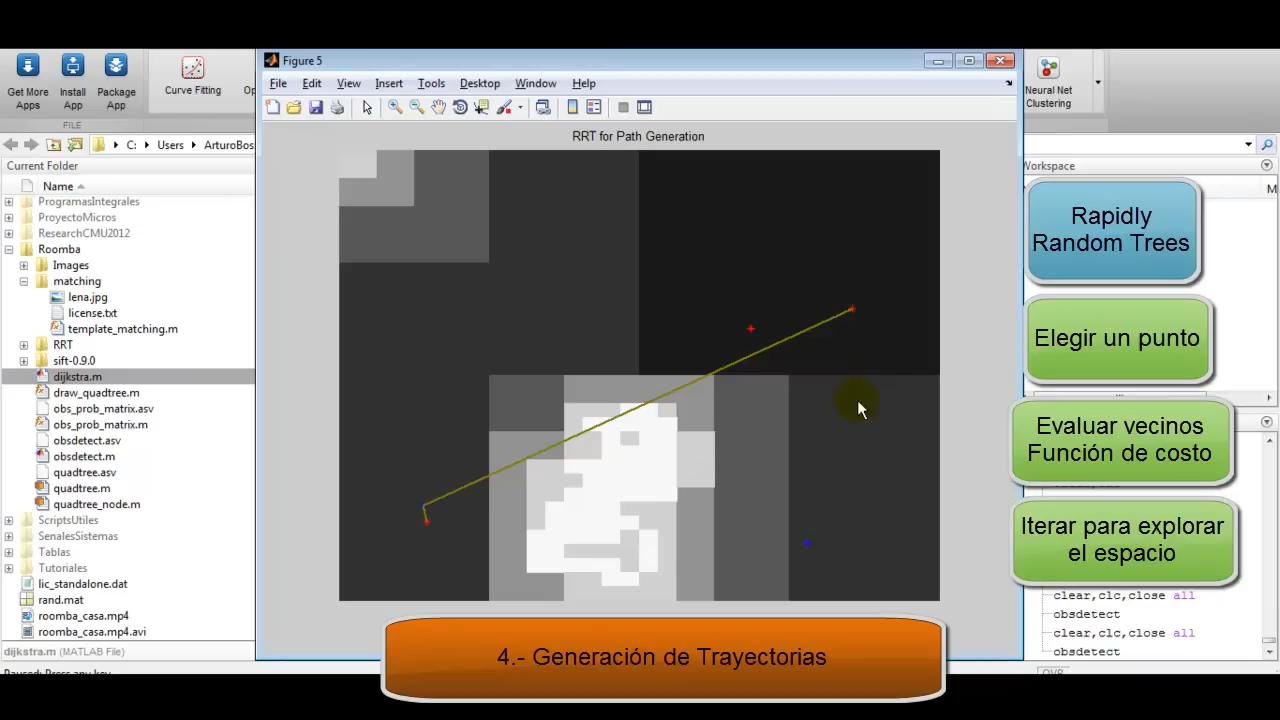 Figure 5
File Edit View Insert Tools Desktop Window Help
Get More Apps
Install App
Package App
Curve Fitting
Neural Net Clustering
FILE
C: Users ArturoBos
Current Folder
Workspace
Name
M
ProgramasIntegrales
ProyectoMicros
ResearchCMU2012
Roomba
Images
matching
lena.jpg
license.txt
template_matching.m
RRT
sift-0.9.0
dijkstra.m
draw_quadtree.m
obs_prob_matrix.asv
obs_prob_matrix.m
obsdetect.asv
obsdetect.m
quadtree.asv
quadtree.m
quadtree_node.m
ScriptsUtiles
SenalesSistemas
Tablas
Tutoriales
lic_standalone.dat
rand.mat
roomba_casa.mp4
roomba_casa.mp4.avi
dijkstra.m (MATLAB File)
RRT for Path Generation
Rapidly
Random Trees
Elegir un punto
Evaluar vecinos
Función de costo
Iterar para explorar
el espacio
clear,clc,close all
obsdetect
clear,clc,close all
obsdetect
4.- Generación de Trayectorias